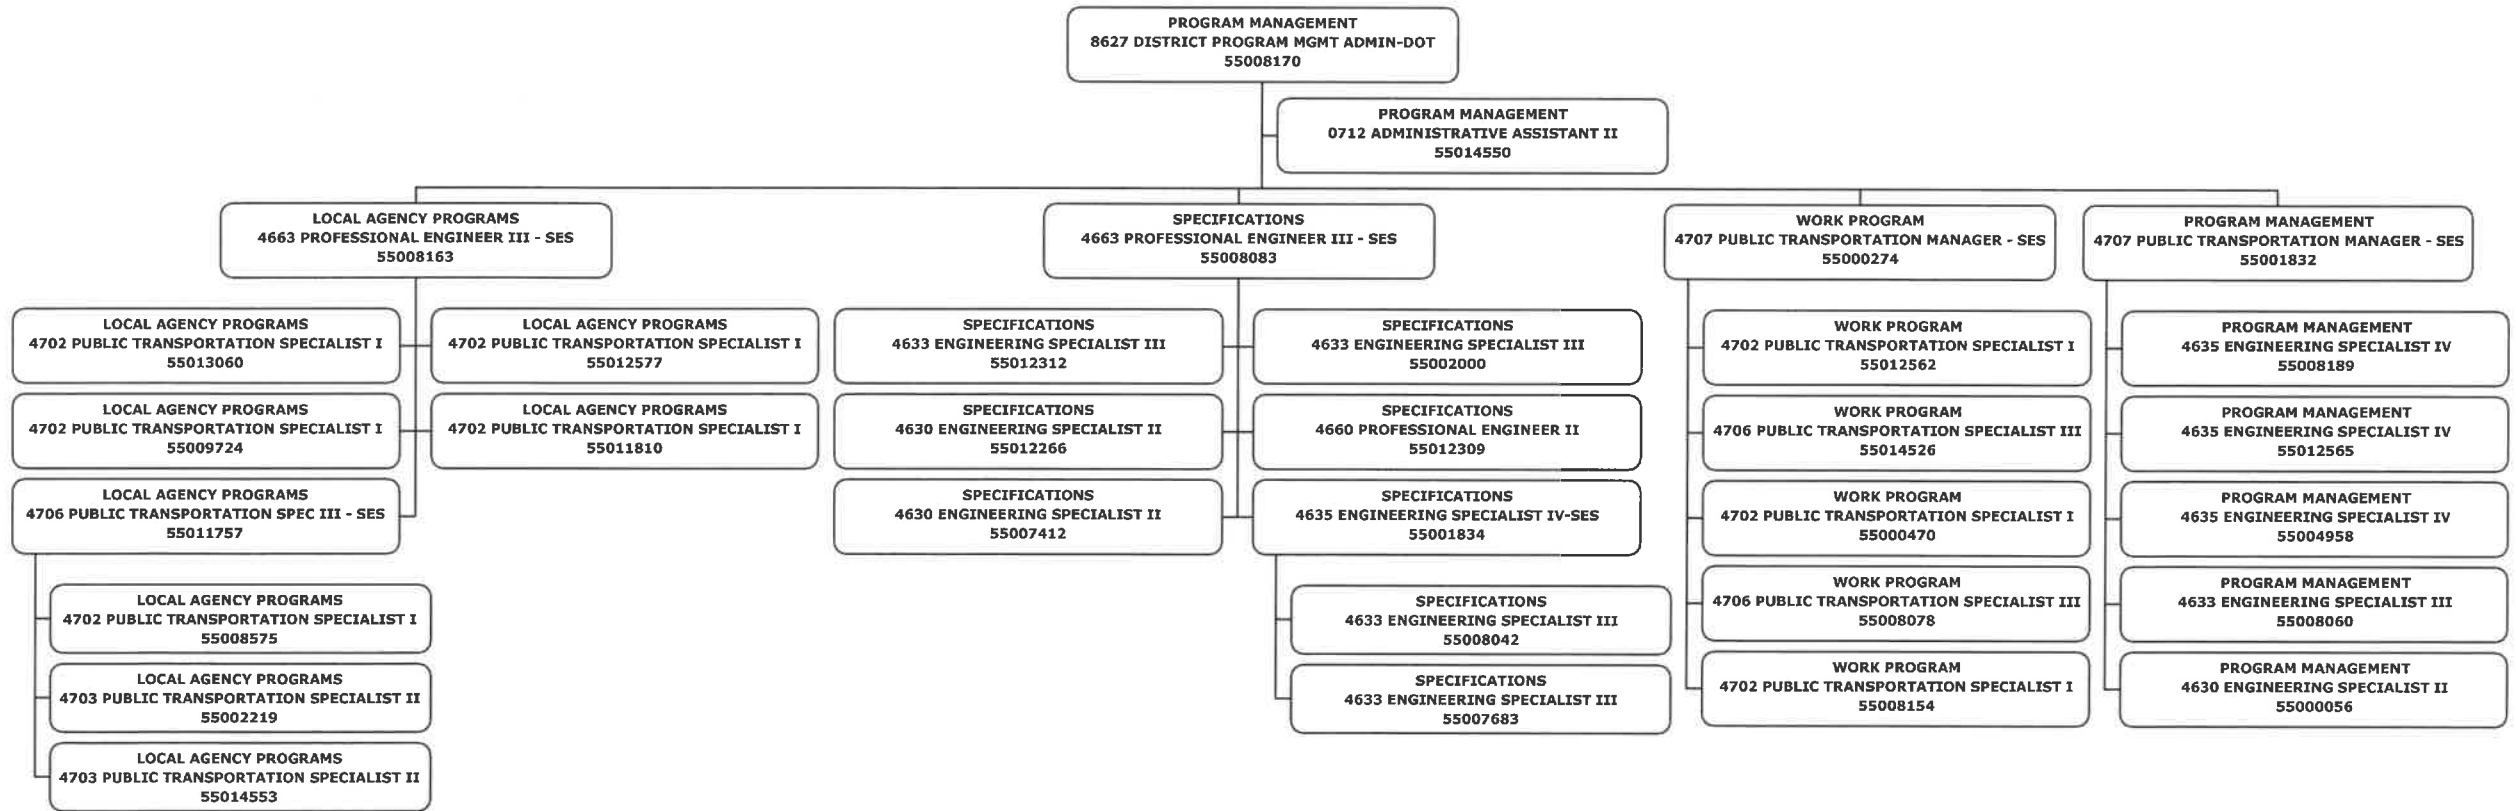 PROGRAM MANAGEMENT
8627 DISTRICT PROGRAM MGMT ADMIN-DOT
55008170
PROGRAM MANAGEMENT
0712 ADMINISTRATIVE ASSISTANT II
55014550
LOCAL AGENCY PROGRAMS
4663 PROFESSIONAL ENGINEER III - SES
55008163
LOCAL AGENCY PROGRAMS
4702 PUBLIC TRANSPORTATION SPECIALIST I
55013060
LOCAL AGENCY PROGRAMS
4702 PUBLIC TRANSPORTATION SPECIALIST I
55012577
LOCAL AGENCY PROGRAMS
4702 PUBLIC TRANSPORTATION SPECIALIST I
55009724
LOCAL AGENCY PROGRAMS
4702 PUBLIC TRANSPORTATION SPECIALIST I
55011810
LOCAL AGENCY PROGRAMS
4706 PUBLIC TRANSPORTATION SPEC III - SES
55011757
LOCAL AGENCY PROGRAMS
4702 PUBLIC TRANSPORTATION SPECIALIST I
55008575
LOCAL AGENCY PROGRAMS
4703 PUBLIC TRANSPORTATION SPECIALIST II
55002219
LOCAL AGENCY PROGRAMS
4703 PUBLIC TRANSPORTATION SPECIALIST II
55014553
SPECIFICATIONS
4663 PROFESSIONAL ENGINEER III - SES
55008083
SPECIFICATIONS
4633 ENGINEERING SPECIALIST III
55012312
SPECIFICATIONS
4633 ENGINEERING SPECIALIST III
55002000
SPECIFICATIONS
4630 ENGINEERING SPECIALIST II
55012266
SPECIFICATIONS
4660 PROFESSIONAL ENGINEER II
55012309
SPECIFICATIONS
4630 ENGINEERING SPECIALIST II
55007412
SPECIFICATIONS
4635 ENGINEERING SPECIALIST IV-SES
55001834
SPECIFICATIONS
4633 ENGINEERING SPECIALIST III
55008042
SPECIFICATIONS
4633 ENGINEERING SPECIALIST III
55007683
WORK PROGRAM
4707 PUBLIC TRANSPORTATION MANAGER - SES
55000274
WORK PROGRAM
4702 PUBLIC TRANSPORTATION SPECIALIST I
55012562
WORK PROGRAM
4706 PUBLIC TRANSPORTATION SPECIALIST III
55014526
WORK PROGRAM
4702 PUBLIC TRANSPORTATION SPECIALIST I
55000470
WORK PROGRAM
4706 PUBLIC TRANSPORTATION SPECIALIST III
55008078
WORK PROGRAM
4702 PUBLIC TRANSPORTATION SPECIALIST I
55008154
PROGRAM MANAGEMENT
4707 PUBLIC TRANSPORTATION MANAGER - SES
55001832
PROGRAM MANAGEMENT
4635 ENGINEERING SPECIALIST IV
55008189
PROGRAM MANAGEMENT
4635 ENGINEERING SPECIALIST IV
55012565
PROGRAM MANAGEMENT
4635 ENGINEERING SPECIALIST IV
55004958
PROGRAM MANAGEMENT
4633 ENGINEERING SPECIALIST III
55008060
PROGRAM MANAGEMENT
4630 ENGINEERING SPECIALIST II
55000056